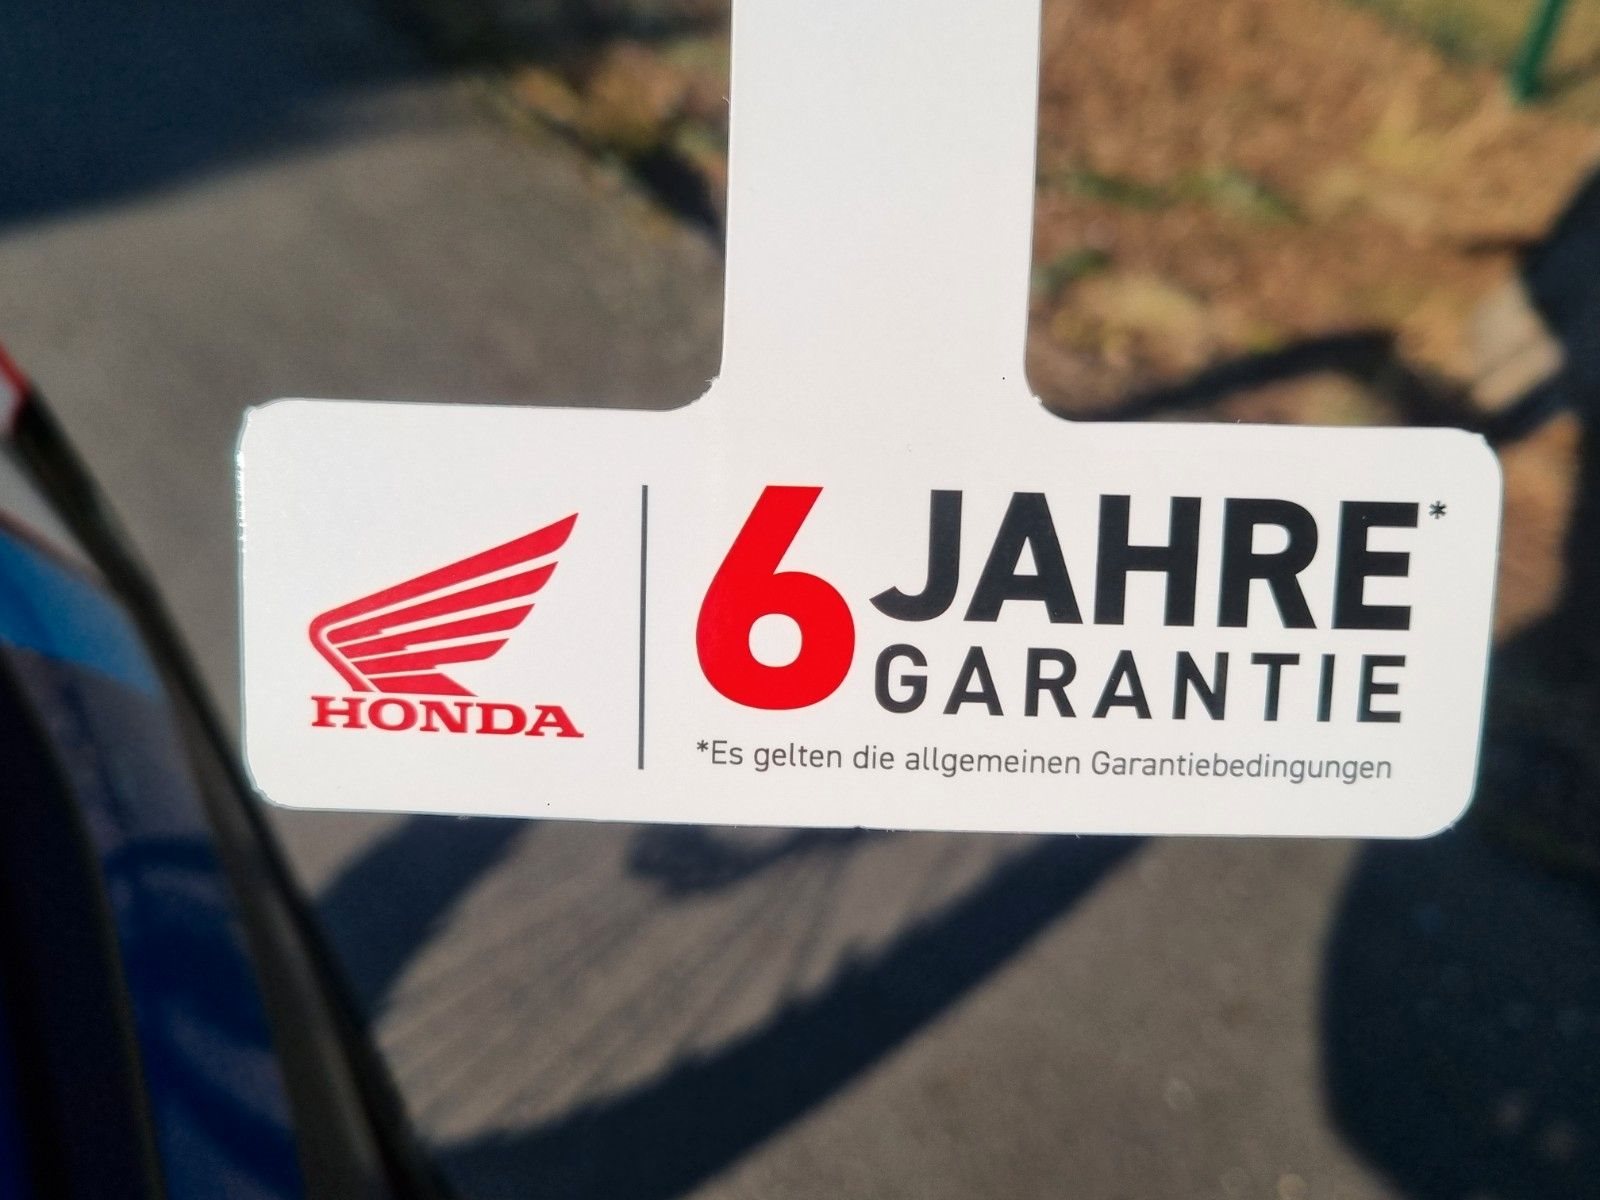 HONDA
6 JAHRE*
GARANTIE
*Es gelten die allgemeinen Garantiebedingungen